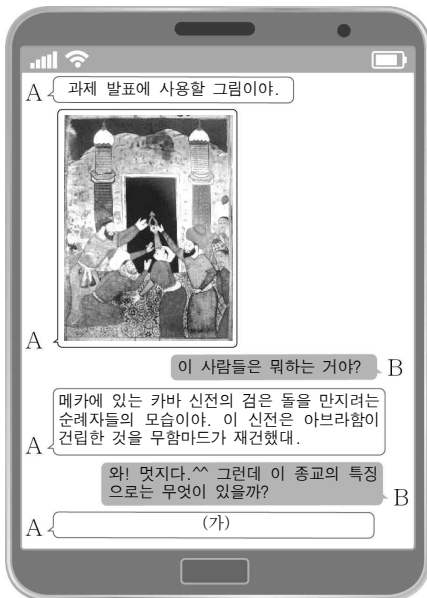 A 과제 발표에 사용할 그림이야.
A
이 사람들은 뭐하는 거야? B
메카에 있는 카바 신전의 검은 돌을 만지려는
순례자들의 모습이야. 이 신전은 아브라함이
A 건립한 것을 무함마드가 재건했대.
와! 멋지다.^^ 그런데 이 종교의 특징
으로는 무엇이 있을까? B
A (가)